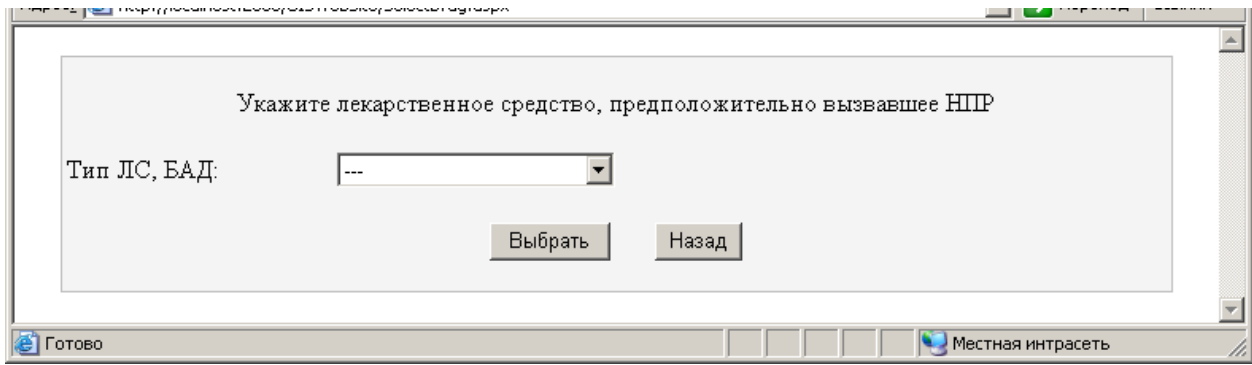 Укажите лекарственное средство, предположительно вызвавшее НПР
Тип ЛС, БАД:
---
Выбрать Назад
Готово Местная интрасеть